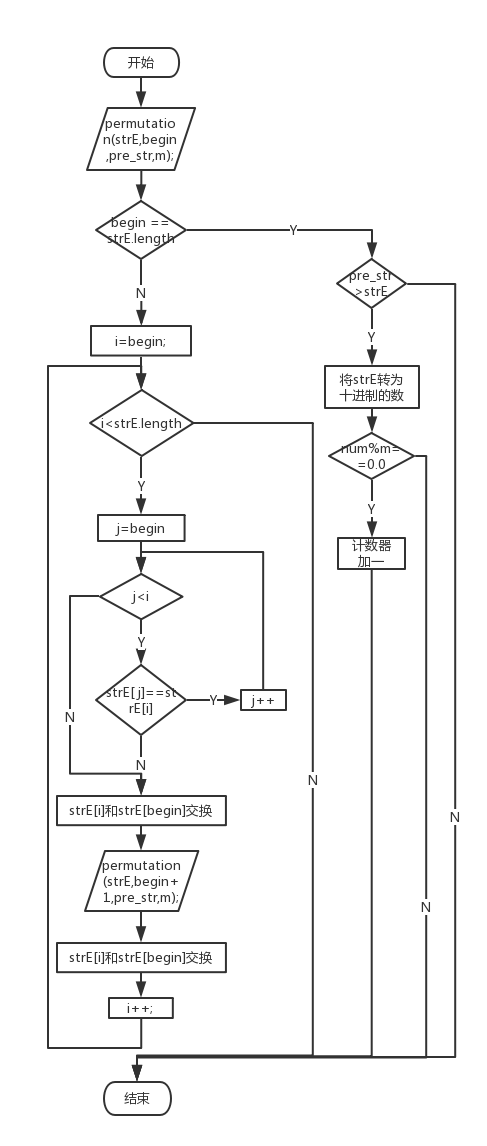 开始
permutatio
n(strE,begin
,pre_str,m);
begin ==
strE.length
Y
N
pre_str
>strE
i=begin;
Y
将strE转为
十进制的数
i<strE.length
num%m=
=0.0
Y
Y
j=begin
计数器
加一
j<i
Y
strE[j]==st
rE[i]
Y
j++
N
N
N
N
strE[i]和strE[begin]交换
permutation
(strE,begin+
1,pre_str,m);
N
N
strE[i]和strE[begin]交换
i++;
结束